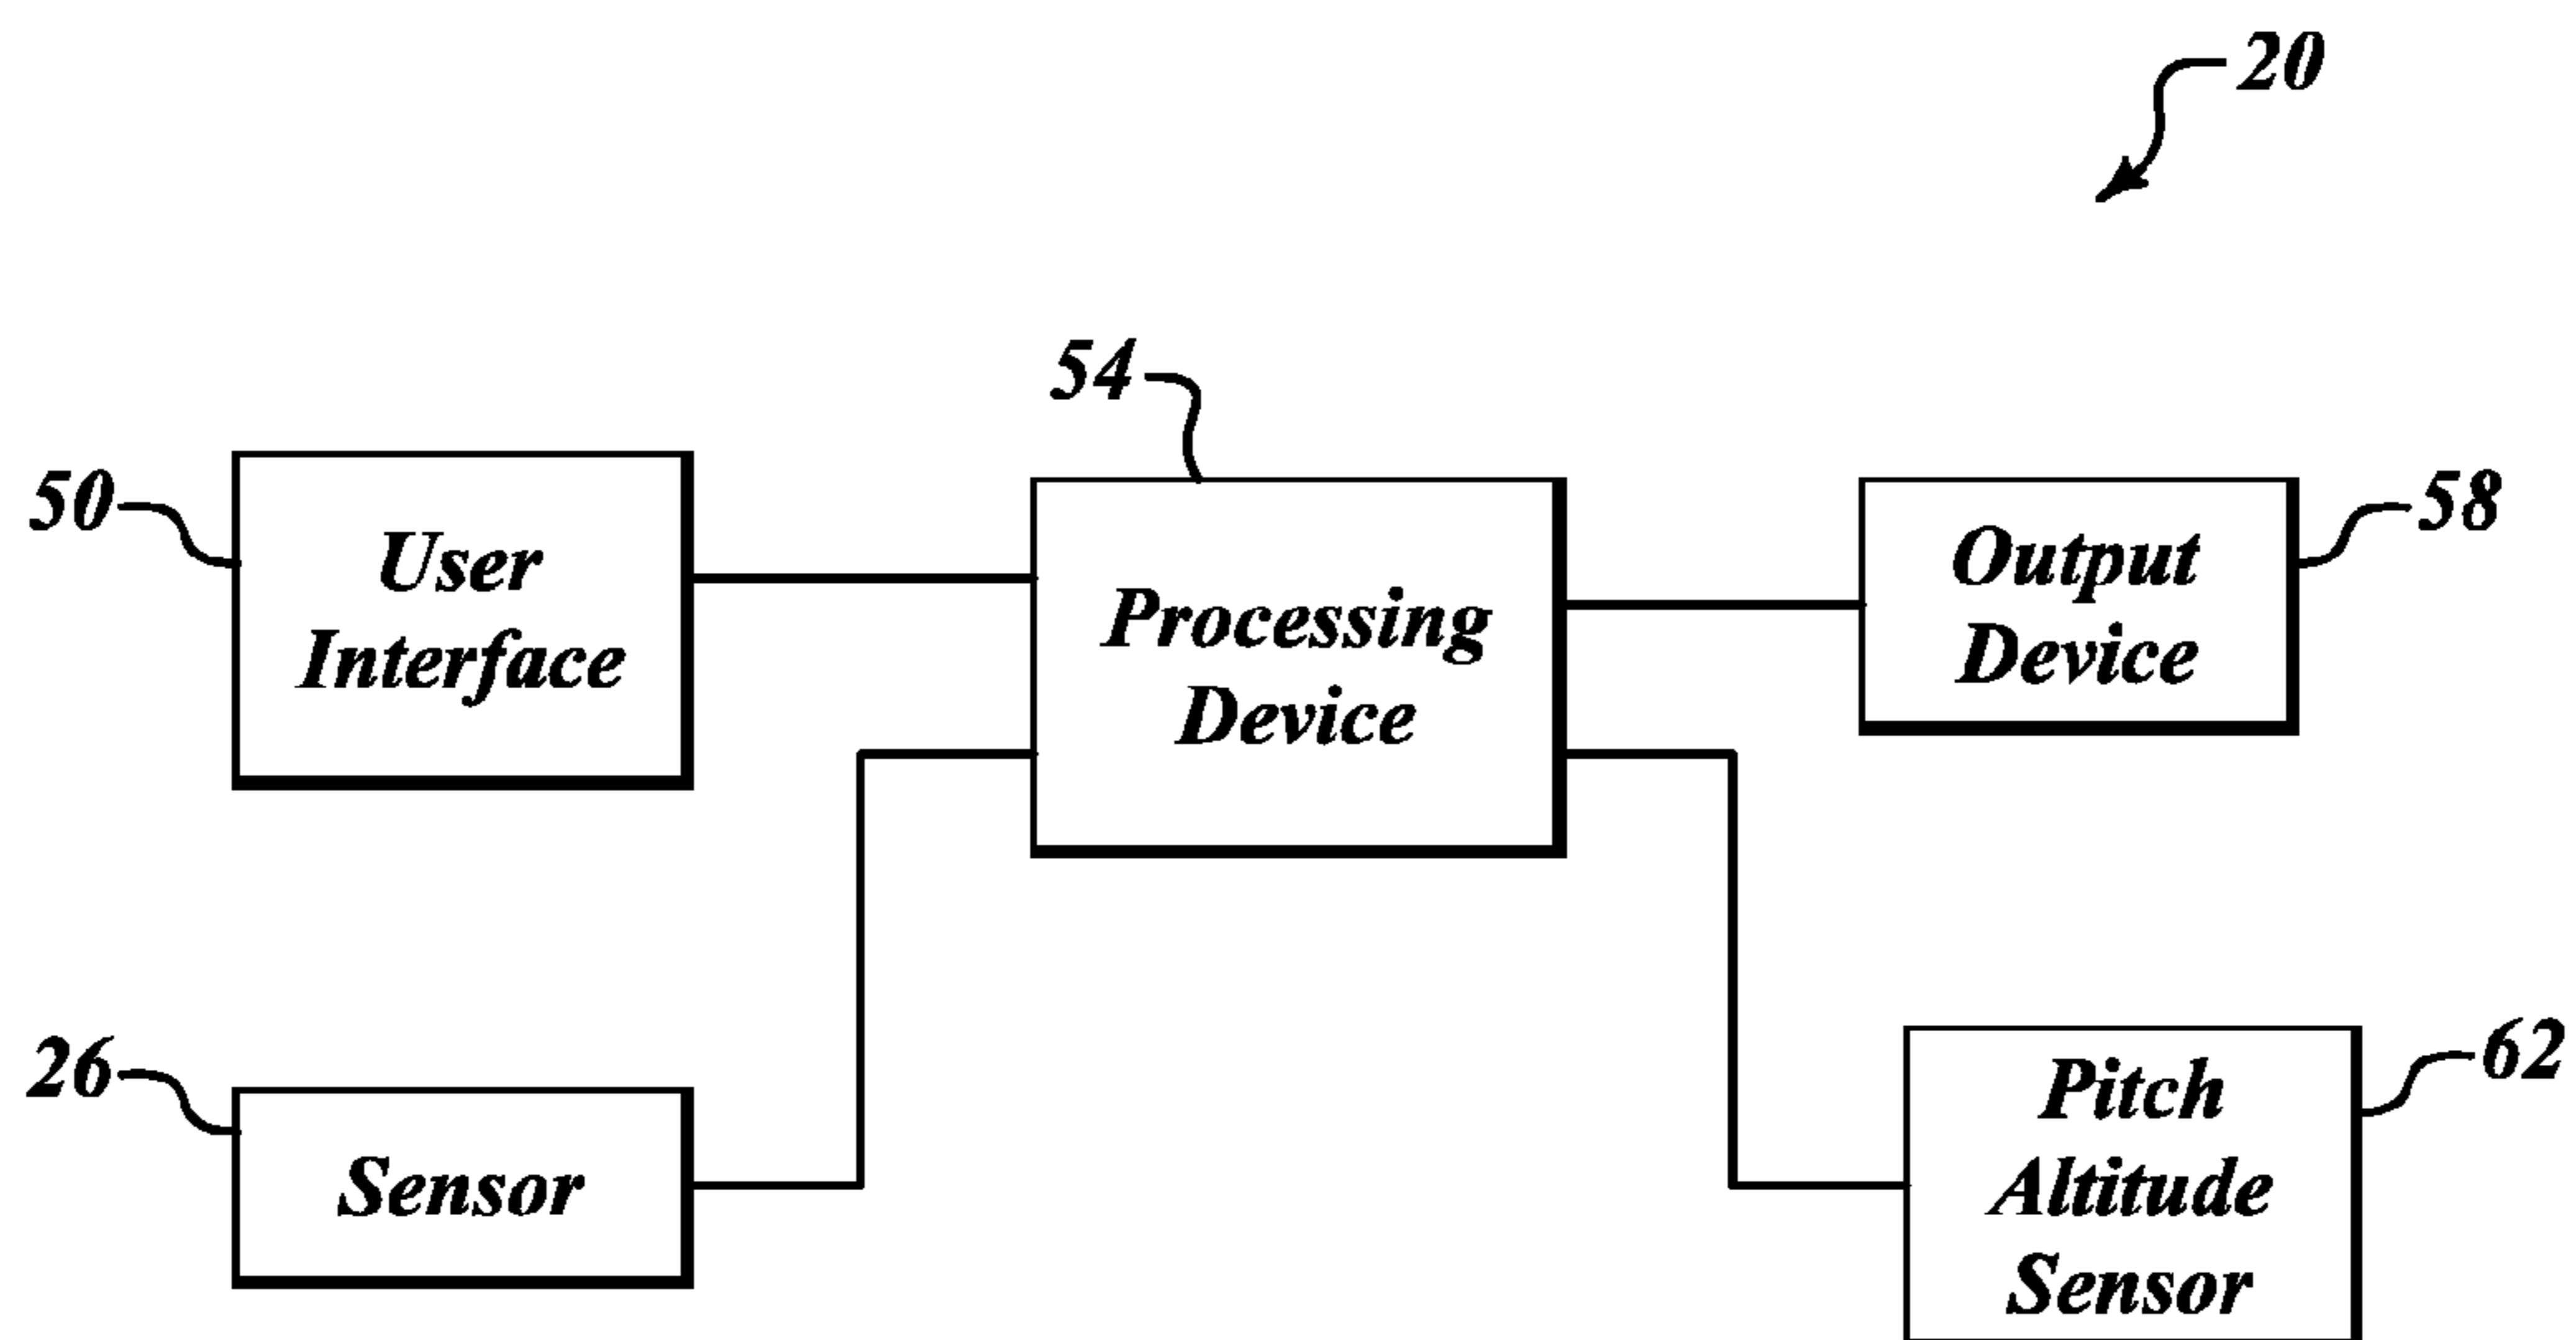 20
54
50
User
Interface
Processing
Device
Output
Device
58
26
Sensor
Pitch
Altitude
Sensor
62